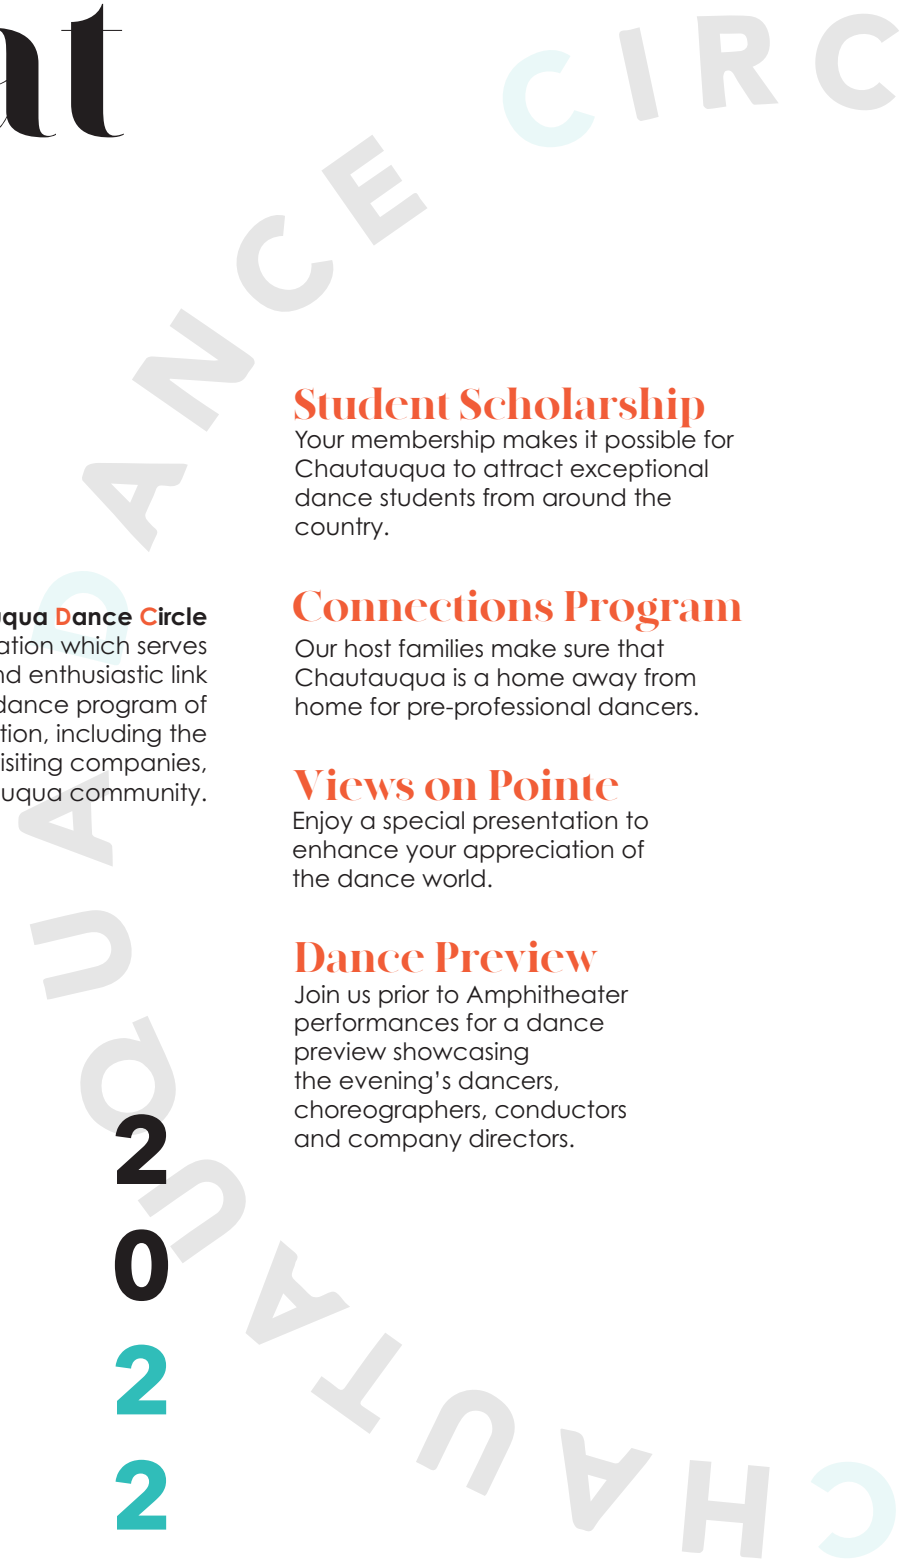 at
CHAUTAUQUA DANCE CIRC
uqua Dance Circle
ation which serves
nd enthusiastic link
dance program of
tion, including the
isiting companies,
uqua community.
2
0
2
2
Student Scholarship
Your membership makes it possible for
Chautauqua to attract exceptional
dance students from around the
country.
Connections Program
Our host families make sure that
Chautauqua is a home away from
home for pre-professional dancers.
Views on Pointe
Enjoy a special presentation to
enhance your appreciation of
the dance world.
Dance Preview
Join us prior to Amphitheater
performances for a dance
preview showcasing
the evening’s dancers,
choreographers, conductors
and company directors.